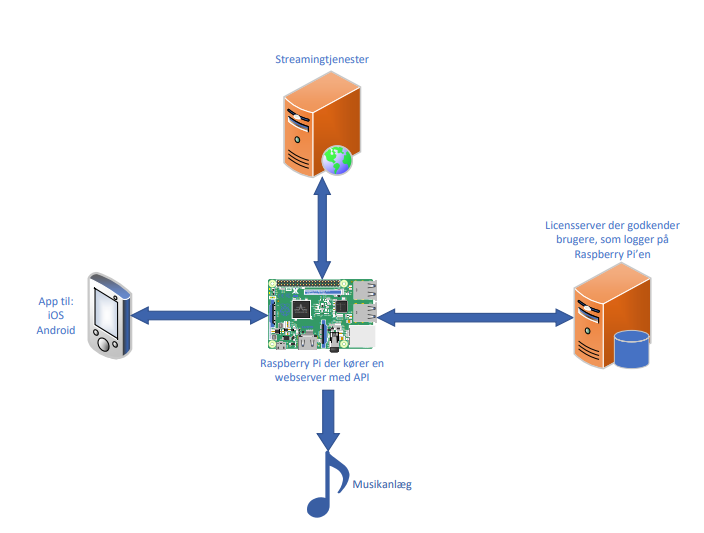 Streamingtjenester
Licensserver der godkender
brugere, som logger på
Raspberry Pi'en
App til:
iOS
Android
Raspberry Pi der kører en
webserver med API
Musikanlæg